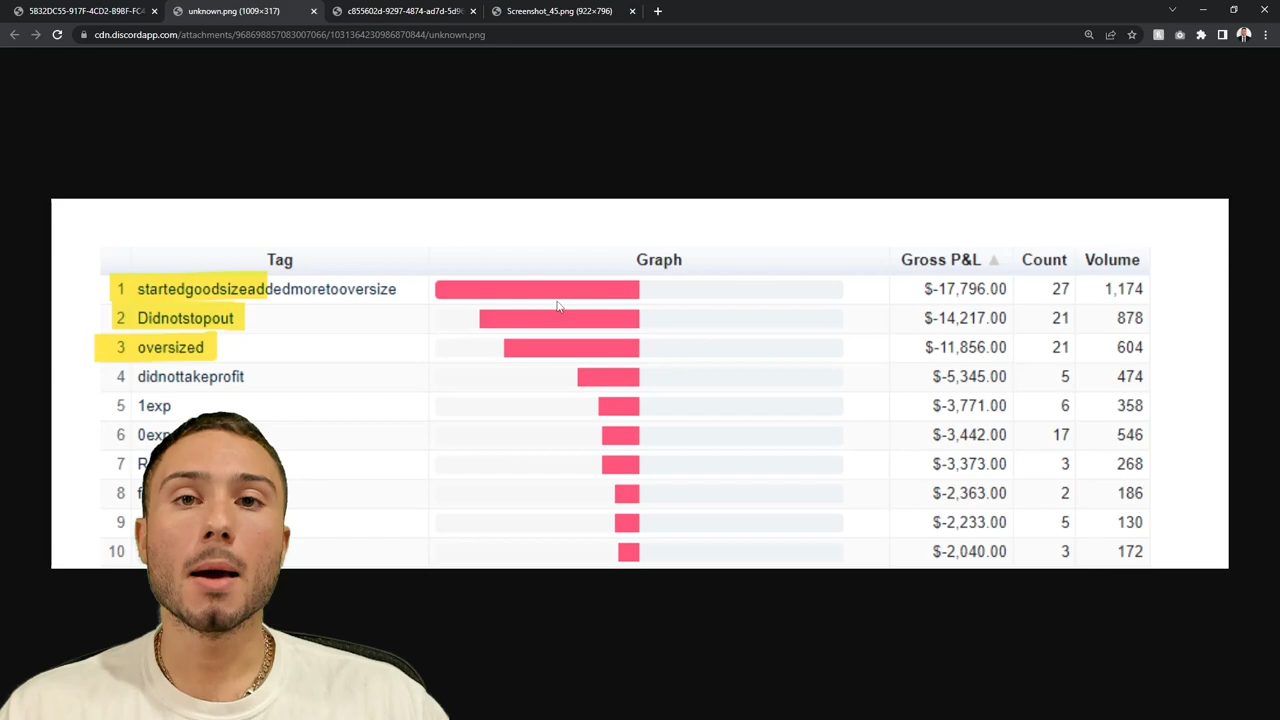 5B32DC55-917F-4CD2-B9BF-FC4
unknown.png (1009×317)
c855602d-9297-4874-ad7d-5d96
Screenshot_45.png (922×796)
cdn.discordapp.com/attachments/968698857083007066/1031364230986870844/unknown.png
Tag Graph Gross P&L Count Volume
1 startedgoodsizeaddedmoretooversize $-17,796.00 27 1,174
2 Didnotstopout $-14,217.00 21 878
3 oversized $-11,856.00 21 604
4 didnottakeprofit $-5,345.00 5 474
5 1exp $-3,771.00 6 358
6 0exp $-3,442.00 17 546
7 $-3,373.00 3 268
8 $-2,363.00 2 186
9 $-2,233.00 5 130
10 $-2,040.00 3 172